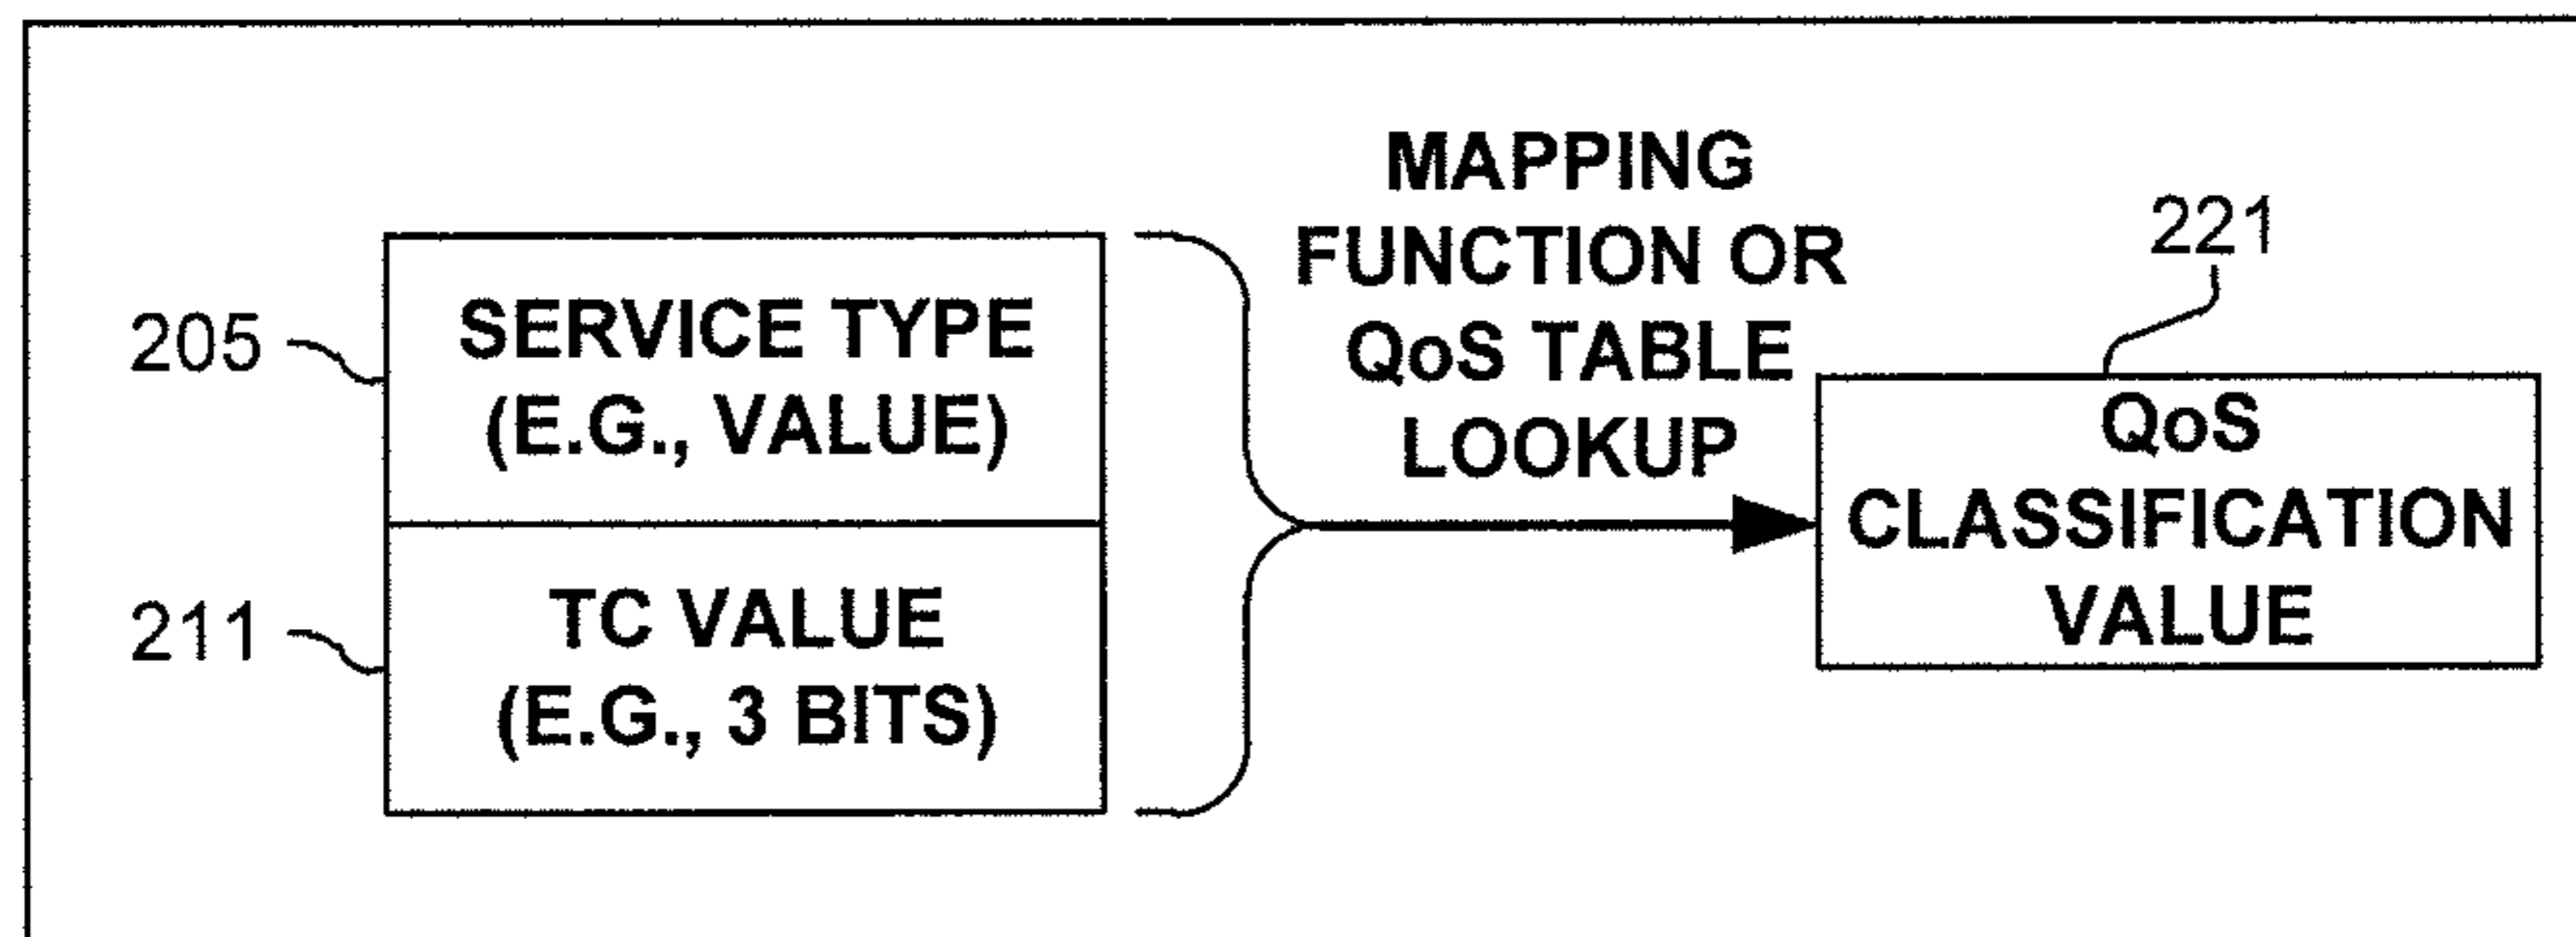 MAPPING
FUNCTION OR
QoS TABLE
LOOKUP
205
SERVICE TYPE
(E.G., VALUE)
211
TC VALUE
(E.G., 3 BITS)
221
QoS
CLASSIFICATION
VALUE